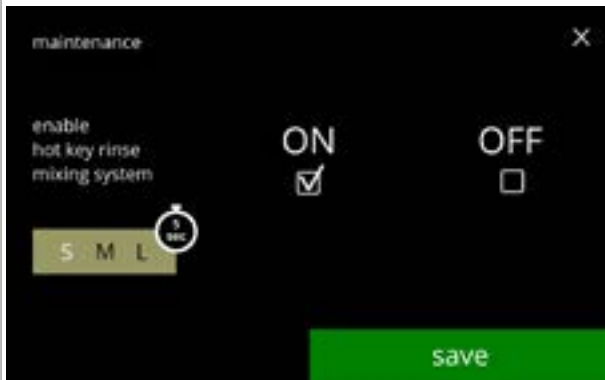 maintenance
enable
hot key rinse
mixing system
ON
OFF
5
sec
S M L
save